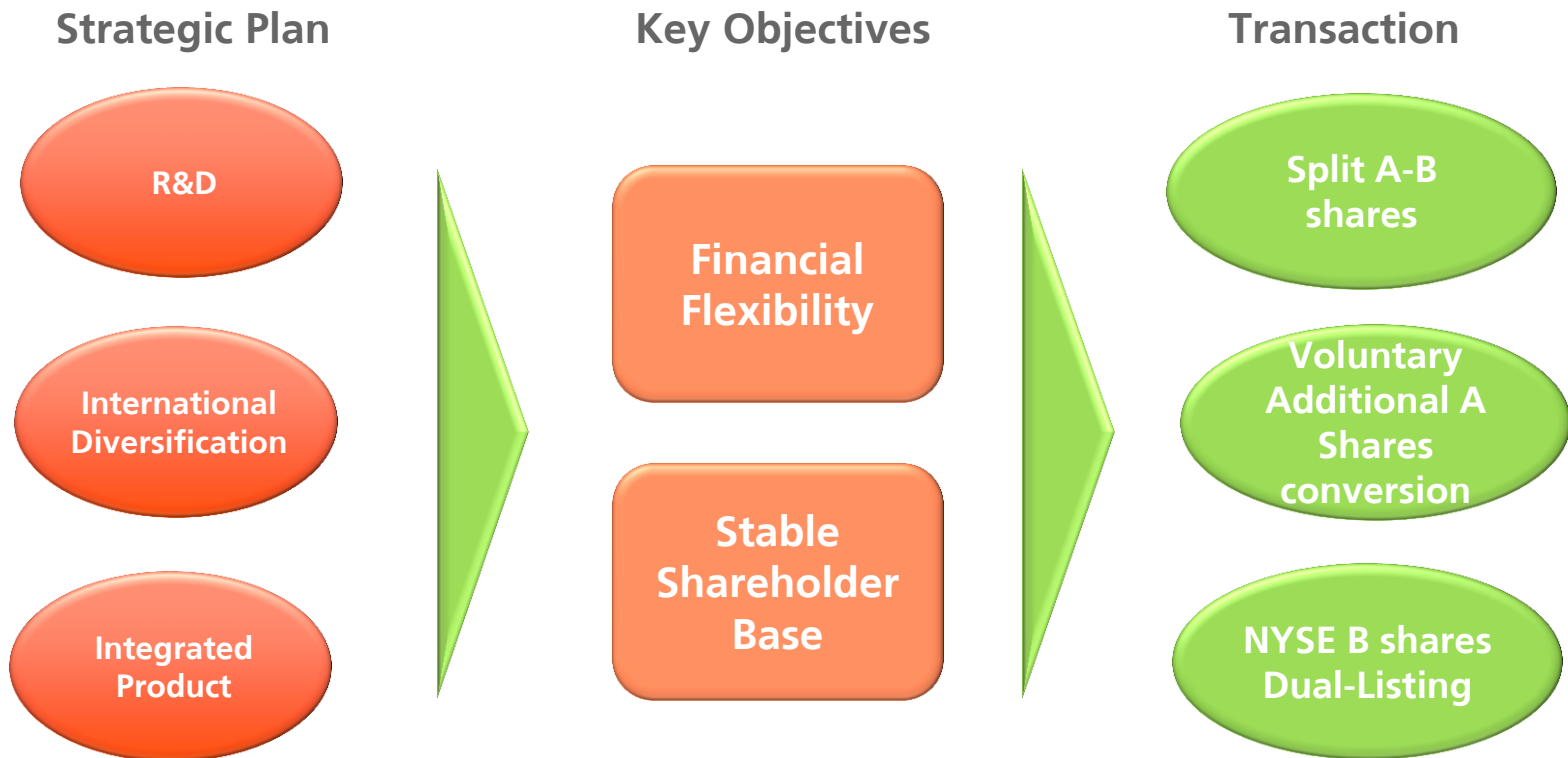 Strategic Plan
Key Objectives
Transaction
R&D
International
Diversification
Integrated
Product
Financial
Flexibility
Stable
Shareholder
Base
Split A-B
shares
Voluntary
Additional A
Shares
conversion
NYSE B shares
Dual-Listing